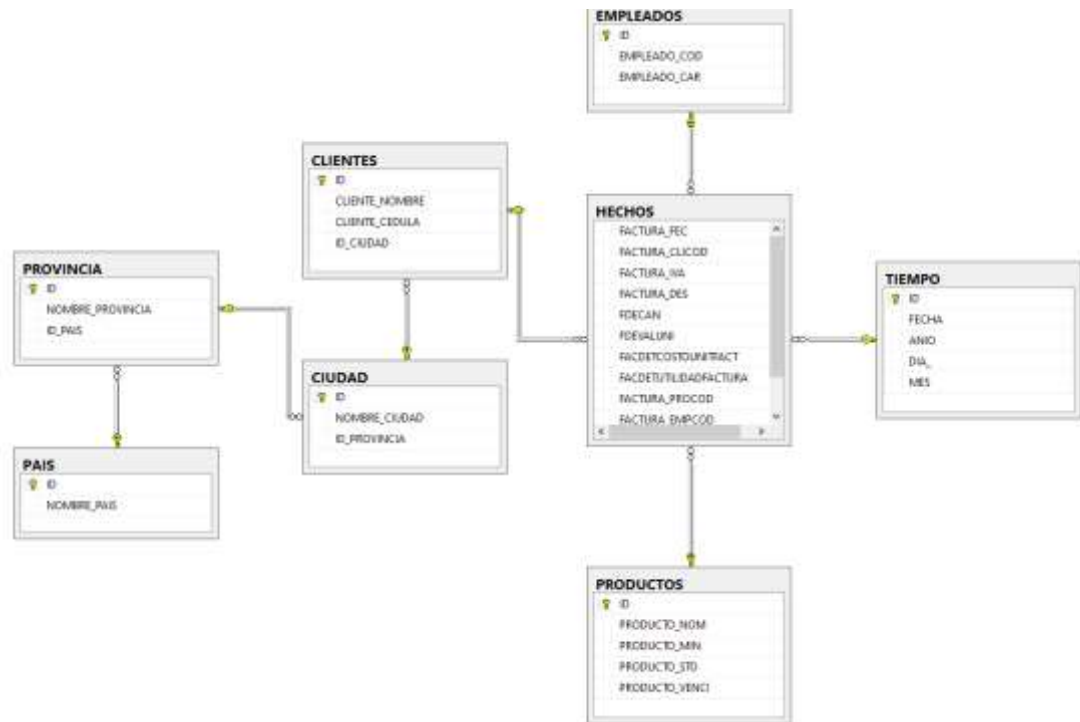 EMPLEADOS
ID
EMPLEADO_COD
EMPLEADO_CAR
CLIENTES
ID
CLIENTE_NOMBRE
CLIENTE_CEDULA
ID_CIUDAD
HECHOS
FACTURA_FEC
FACTURA_CLICOD
FACTURA_IVA
FACTURA_DES
FDECAN
FDEVALUNI
FACDETCOSTOUNITFACT
FACDETUTILIDADFACTURA
FACTURA_PROCOD
FACTURA_EMPCOD
PROVINCIA
ID
NOMBRE_PROVINCIA
ID_PAIS
TIEMPO
ID
FECHA
ANIO
DIA_
MES
CIUDAD
ID
NOMBRE_CIUDAD
ID_PROVINCIA
PAIS
ID
NOMBRE_PAIS
PRODUCTOS
ID
PRODUCTO_NOM
PRODUCTO_MIN
PRODUCTO_STO
PRODUCTO_VENCI